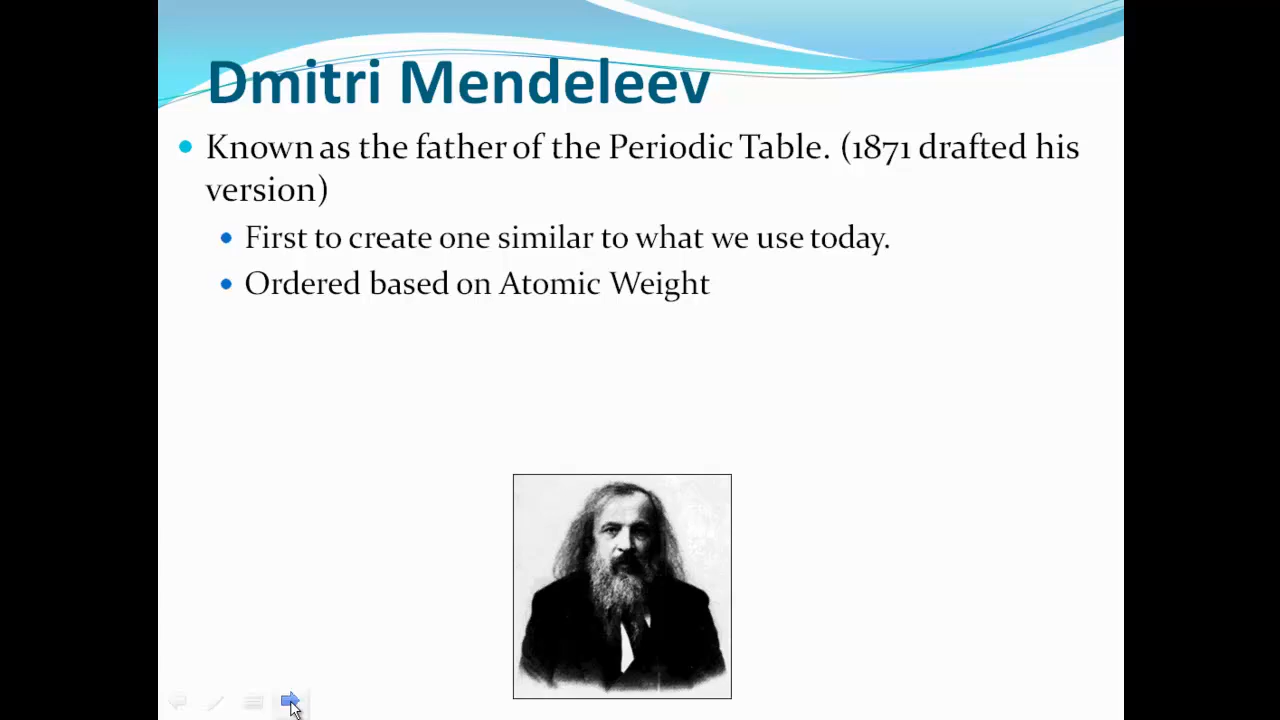 Dmitri Mendeleev
Known as the father of the Periodic Table. (1871 drafted his
version)
First to create one similar to what we use today.
Ordered based on Atomic Weight